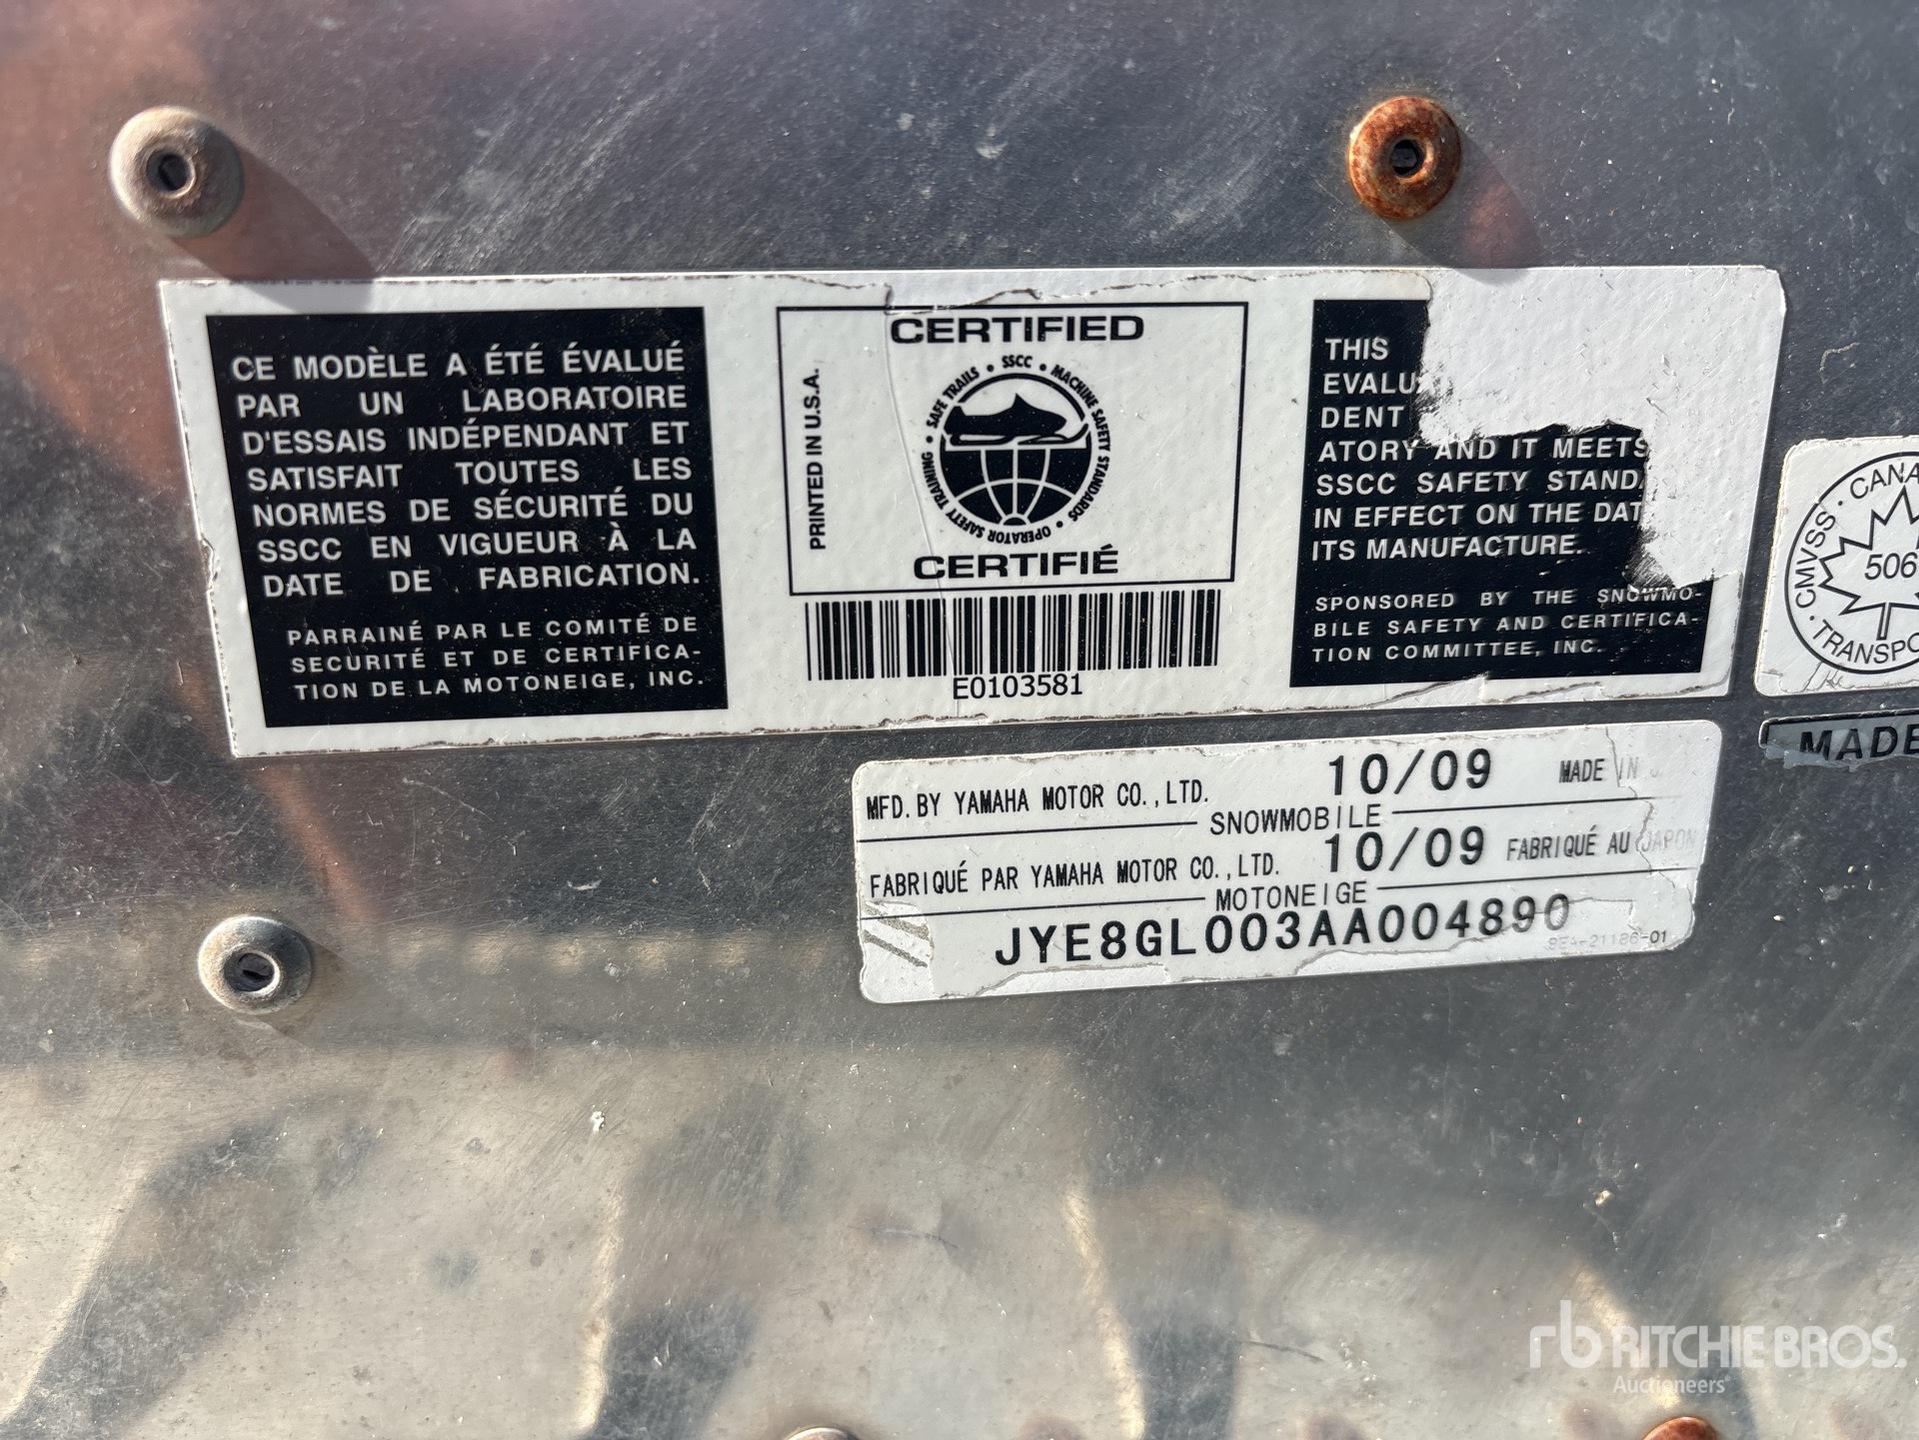 CE MODÈLE A ÉTÉ ÉVALUÉ
PAR UN LABORATOIRE
D'ESSAIS INDÉPENDANT ET
SATISFAIT TOUTES LES
NORMES DE SÉCURITÉ DU
SSCC EN VIGUEUR À LA
DATE DE FABRICATION.
PARRAINÉ PAR LE COMITÉ DE
SECURITÉ ET DE CERTIFICA-
TION DE LA MOTONEIGE, INC.
PRINTED IN U.S.A.
CERTIFIED
SAFE TRAILS • SSCC • MACHINE SAFETY STANDARDS • OPERATOR SAFETY TRAINING •
CERTIFIÉ
E0103581
THIS
EVALU
DENT
ATORY AND IT MEETS
SSCC SAFETY STAND
IN EFFECT ON THE DAT
ITS MANUFACTURE.
SPONSORED BY THE SNOWMO-
BILE SAFETY AND CERTIFICA-
TION COMMITTEE, INC.
CMVSS · CANA
506
· TRANSPO
MADE
MFD. BY YAMAHA MOTOR CO.,LTD. 10/09 MADE IN
SNOWMOBILE
FABRIQUÉ PAR YAMAHA MOTOR CO.,LTD. 10/09 FABRIQUÉ AU JAPON
MOTONEIGE
JYE8GL003AA004890
8EA-21186-01
rb RITCHIE BROS.
Auctioneers